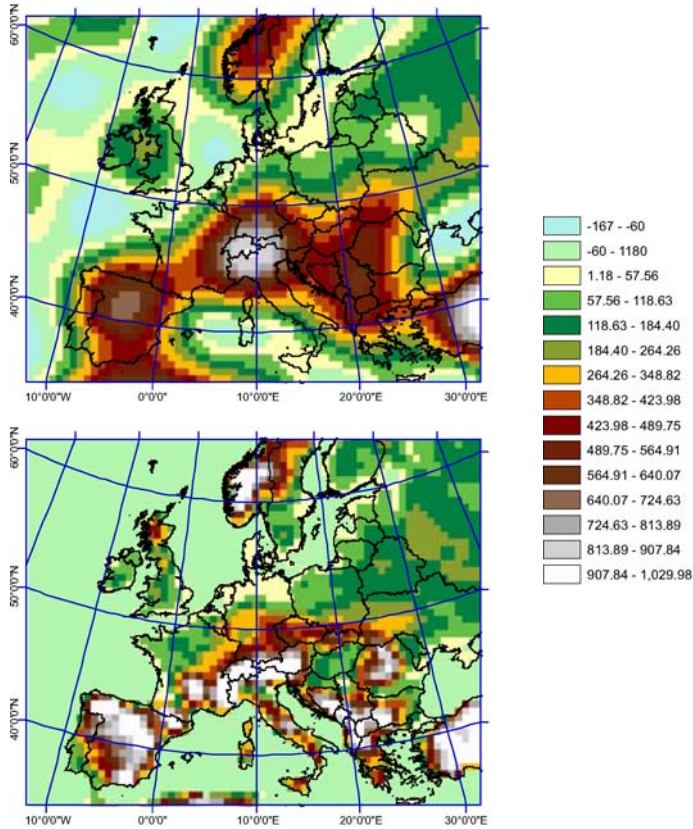 60°0'0"N
50°0'0"N
40°0'0"N
10°0'0"W
0°0'0"E
10°0'0"E
20°0'0"E
30°0'0"E
-167 - -60
-60 - 1180
1.18 - 57.56
57.56 - 118.63
118.63 - 184.40
184.40 - 264.26
264.26 - 348.82
348.82 - 423.98
423.98 - 489.75
489.75 - 564.91
564.91 - 640.07
640.07 - 724.63
724.63 - 813.89
813.89 - 907.84
907.84 - 1,029.98
60°0'0"N
50°0'0"N
40°0'0"N
10°0'0"W
0°0'0"E
10°0'0"E
20°0'0"E
30°0'0"E